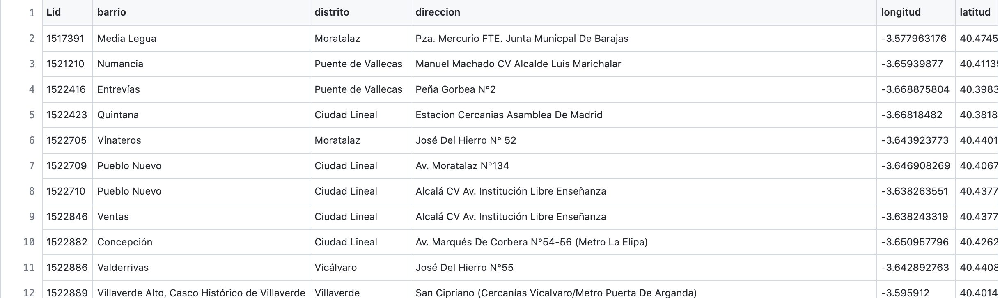 1 Lid barrio distrito direccion longitud latitud
2 1517391 Media Legua Moratalaz Pza. Mercurio FTE. Junta Municpal De Barajas -3.577963176 40.4745
3 1521210 Numancia Puente de Vallecas Manuel Machado CV Alcalde Luis Marichalar -3.65939877 40.4113
4 1522416 Entrevías Puente de Vallecas Peña Gorbea Nº2 -3.668875804 40.3983
5 1522423 Quintana Ciudad Lineal Estacion Cercanias Asamblea De Madrid -3.66818482 40.3818
6 1522705 Vinateros Moratalaz José Del Hierro Nº 52 -3.643923773 40.4401
7 1522709 Pueblo Nuevo Ciudad Lineal Av. Moratalaz Nº134 -3.646908269 40.4067
8 1522710 Pueblo Nuevo Ciudad Lineal Alcalá CV Av. Institución Libre Enseñanza -3.638263551 40.4377
9 1522846 Ventas Ciudad Lineal Alcalá CV Av. Institución Libre Enseñanza -3.638243319 40.4377
10 1522882 Concepción Ciudad Lineal Av. Marqués De Corbera Nº54-56 (Metro La Elipa) -3.650957796 40.4262
11 1522886 Valderrivas Vicálvaro José Del Hierro Nº55 -3.642892763 40.4408
12 1522889 Villaverde Alto, Casco Histórico de Villaverde Villaverde San Cipriano (Cercanías Vicalvaro/Metro Puerta De Arganda) -3.595912 40.4014